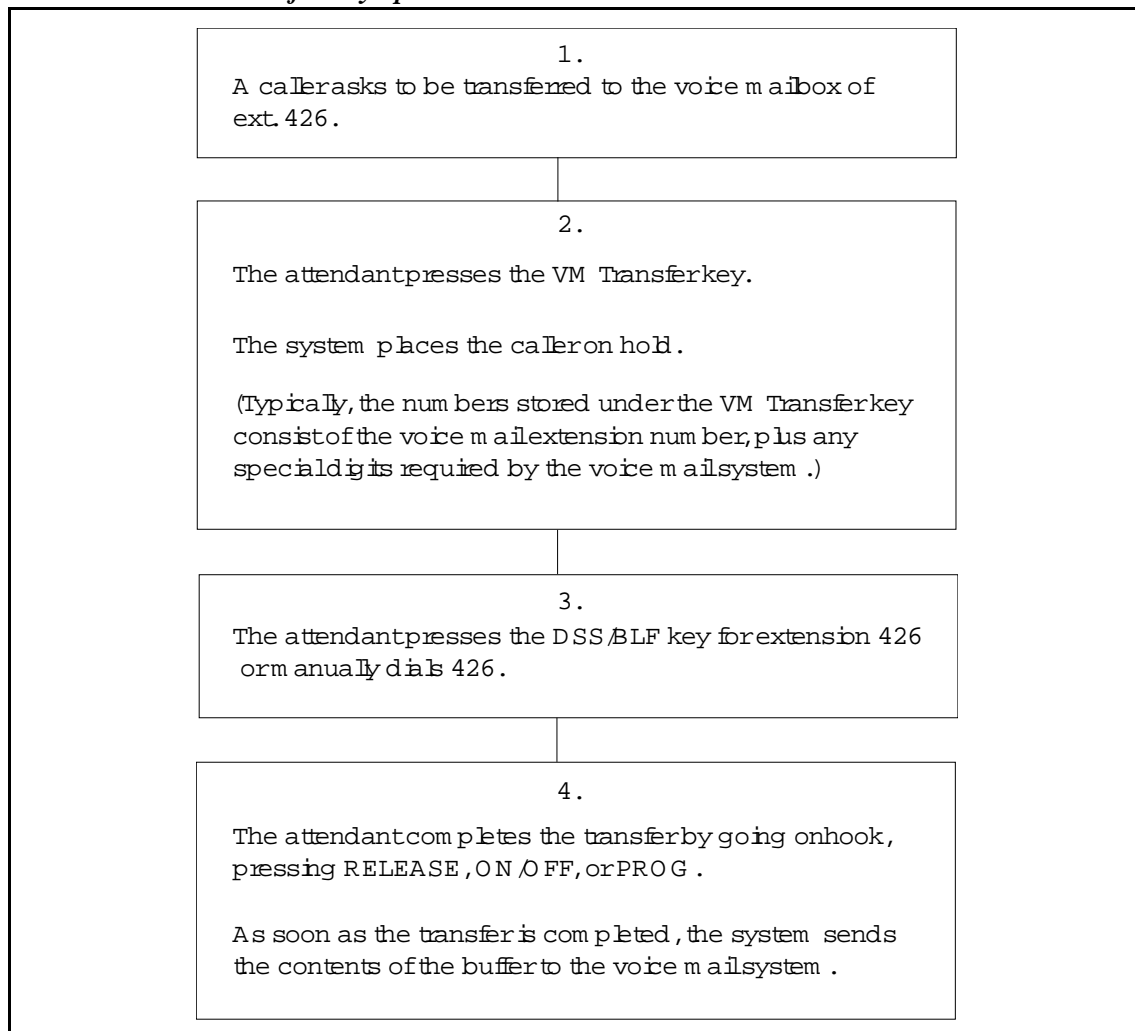 1.
A caller asks to be transferred to the voice mailbox of
ext. 426.
2.
The attendant presses the VM Transfer key.
The system places the caller on hold.
(Typically, the numbers stored under the VM Transfer key
consist of the voice mail extension number, plus any
special digits required by the voice mail system.)
3.
The attendant presses the DSS/BLF key for extension 426
or manually dials 426.
4.
The attendant completes the transfer by going onhook,
pressing RELEASE, ON/OFF, or PROG.
As soon as the transfer is completed, the system sends
the contents of the buffer to the voice mail system.